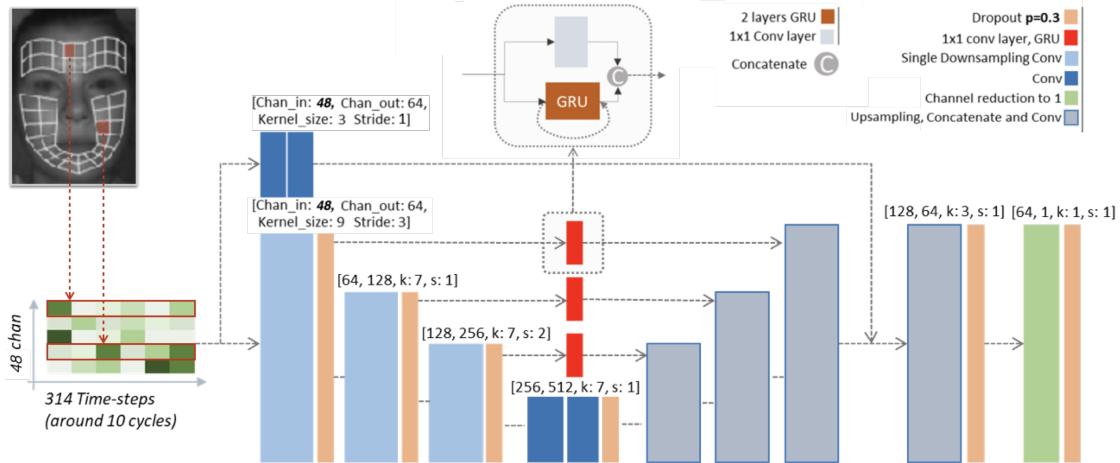 2 layers GRU
1x1 Conv layer
Concatenate C
GRU
C
Dropout p=0.3
1x1 conv layer, GRU
Single Downsampling Conv
Conv
Channel reduction to 1
Upsampling, Concatenate and Conv
[Chan_in: 48, Chan_out: 64,
Kernel_size: 3 Stride: 1]
[Chan_in: 48, Chan_out: 64,
Kernel_size: 9 Stride: 3]
[64, 128, k: 7, s: 1]
[128, 256, k: 7, s: 2]
[256, 512, k: 7, s: 1]
[128, 64, k: 3, s: 1]
[64, 1, k: 1, s: 1]
48 chan
314 Time-steps
(around 10 cycles)